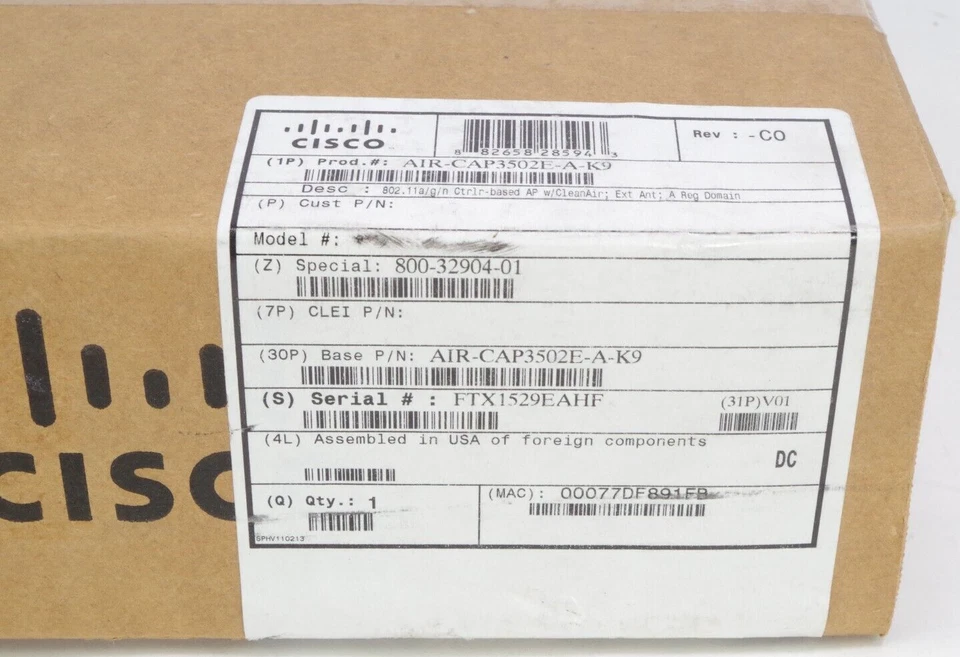 CISCO
8 82658 28594 3
Rev : -C0
(1P) Prod.#: AIR-CAP3502E-A-K9
Desc : 802.11a/g/n Ctrlr-based AP w/CleanAir; Ext Ant; A Reg Domain
(P) Cust P/N:
Model #:
(Z) Special: 800-32904-01
(7P) CLEI P/N:
(30P) Base P/N: AIR-CAP3502E-A-K9
(S) Serial # : FTX1529EAHF
(31P)V01
(4L) Assembled in USA of foreign components
DC
(Q) Qty.: 1
(MAC): 00077DF891FB
SPHV110213
CISCO